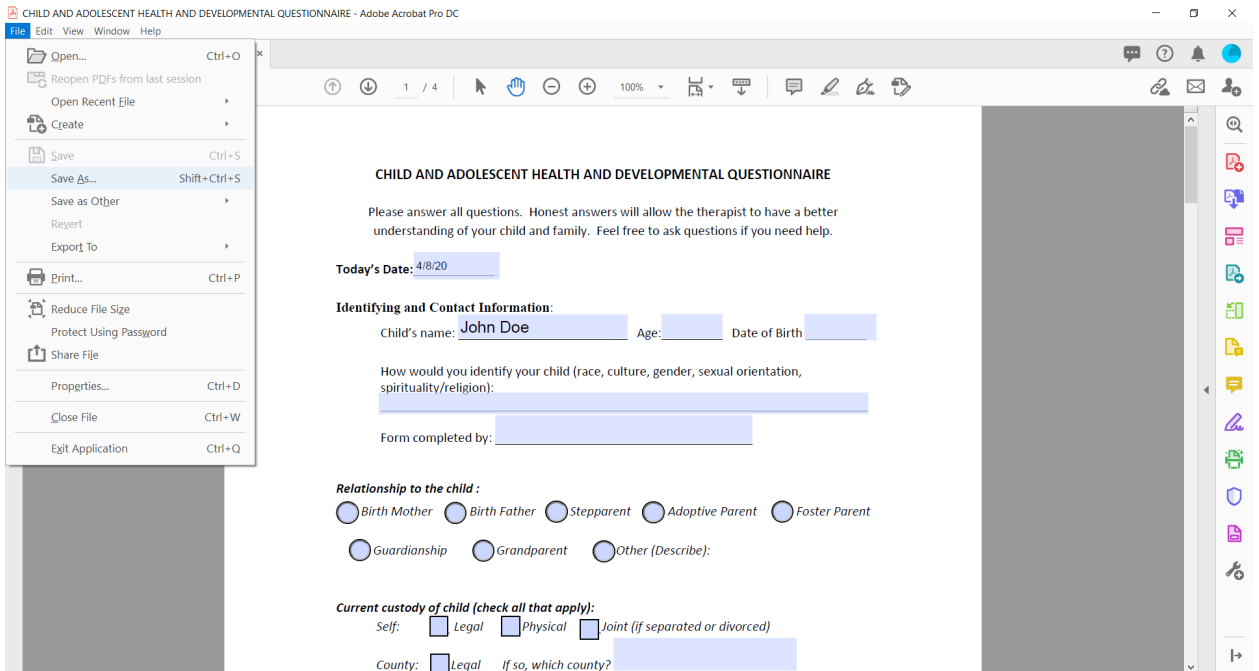 CHILD AND ADOLESCENT HEALTH AND DEVELOPMENTAL QUESTIONNAIRE - Adobe Acrobat Pro DC
File Edit View Window Help
Open... Ctrl+O
Reopen PDFs from last session
Open Recent File
Create
Save Ctrl+S
Save As... Shift+Ctrl+S
Save as Other
Revert
Export To
Print... Ctrl+P
Reduce File Size
Protect Using Password
Share File
Properties... Ctrl+D
Close File Ctrl+W
Exit Application Ctrl+Q
1 / 4 100%
CHILD AND ADOLESCENT HEALTH AND DEVELOPMENTAL QUESTIONNAIRE
Please answer all questions. Honest answers will allow the therapist to have a better
understanding of your child and family. Feel free to ask questions if you need help.
Today's Date: 4/8/20
Identifying and Contact Information:
Child's name: John Doe Age: Date of Birth
How would you identify your child (race, culture, gender, sexual orientation,
spirituality/religion):
Form completed by:
Relationship to the child :
Birth Mother Birth Father Stepparent Adoptive Parent Foster Parent
Guardianship Grandparent Other (Describe):
Current custody of child (check all that apply):
Self: Legal Physical Joint (if separated or divorced)
County: Legal If so, which county?